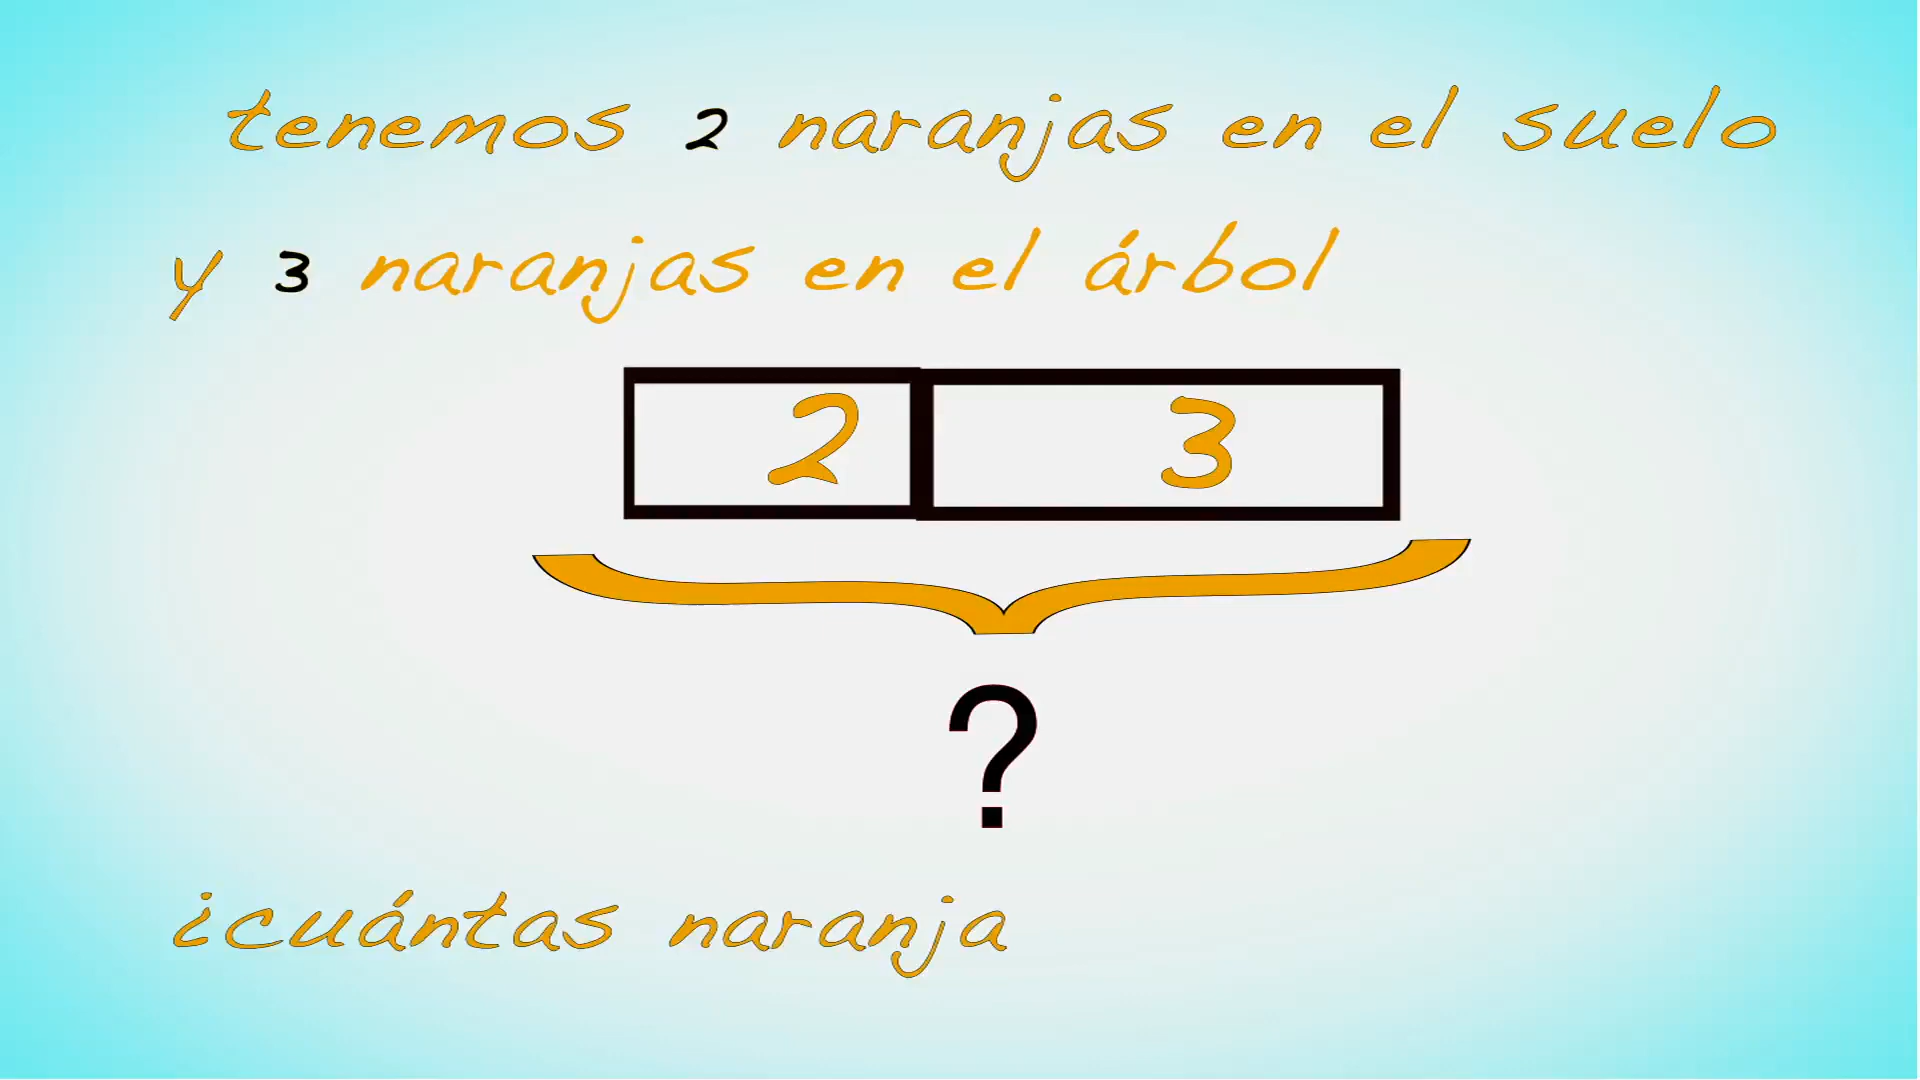 tenemos 2 naranjas en el suelo
y 3 naranjas en el árbol
2 3
?
¿cuántas naranja